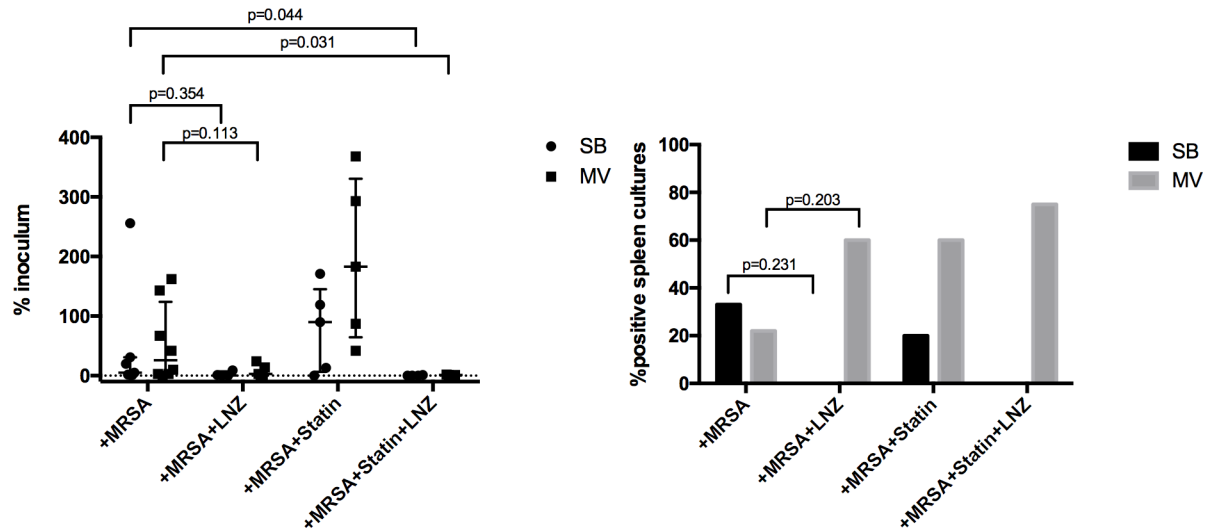 p=0.044
p=0.031
p=0.354
p=0.113
% inoculum
400
300
200
100
0
SB
MV
+MRSA
+MRSA+LNZ
+MRSA+Statin
+MRSA+Statin+LNZ
%positive spleen cultures
100
80
60
40
20
0
p=0.203
p=0.231
SB
MV
+MRSA
+MRSA+LNZ
+MRSA+Statin
+MRSA+Statin+LNZ